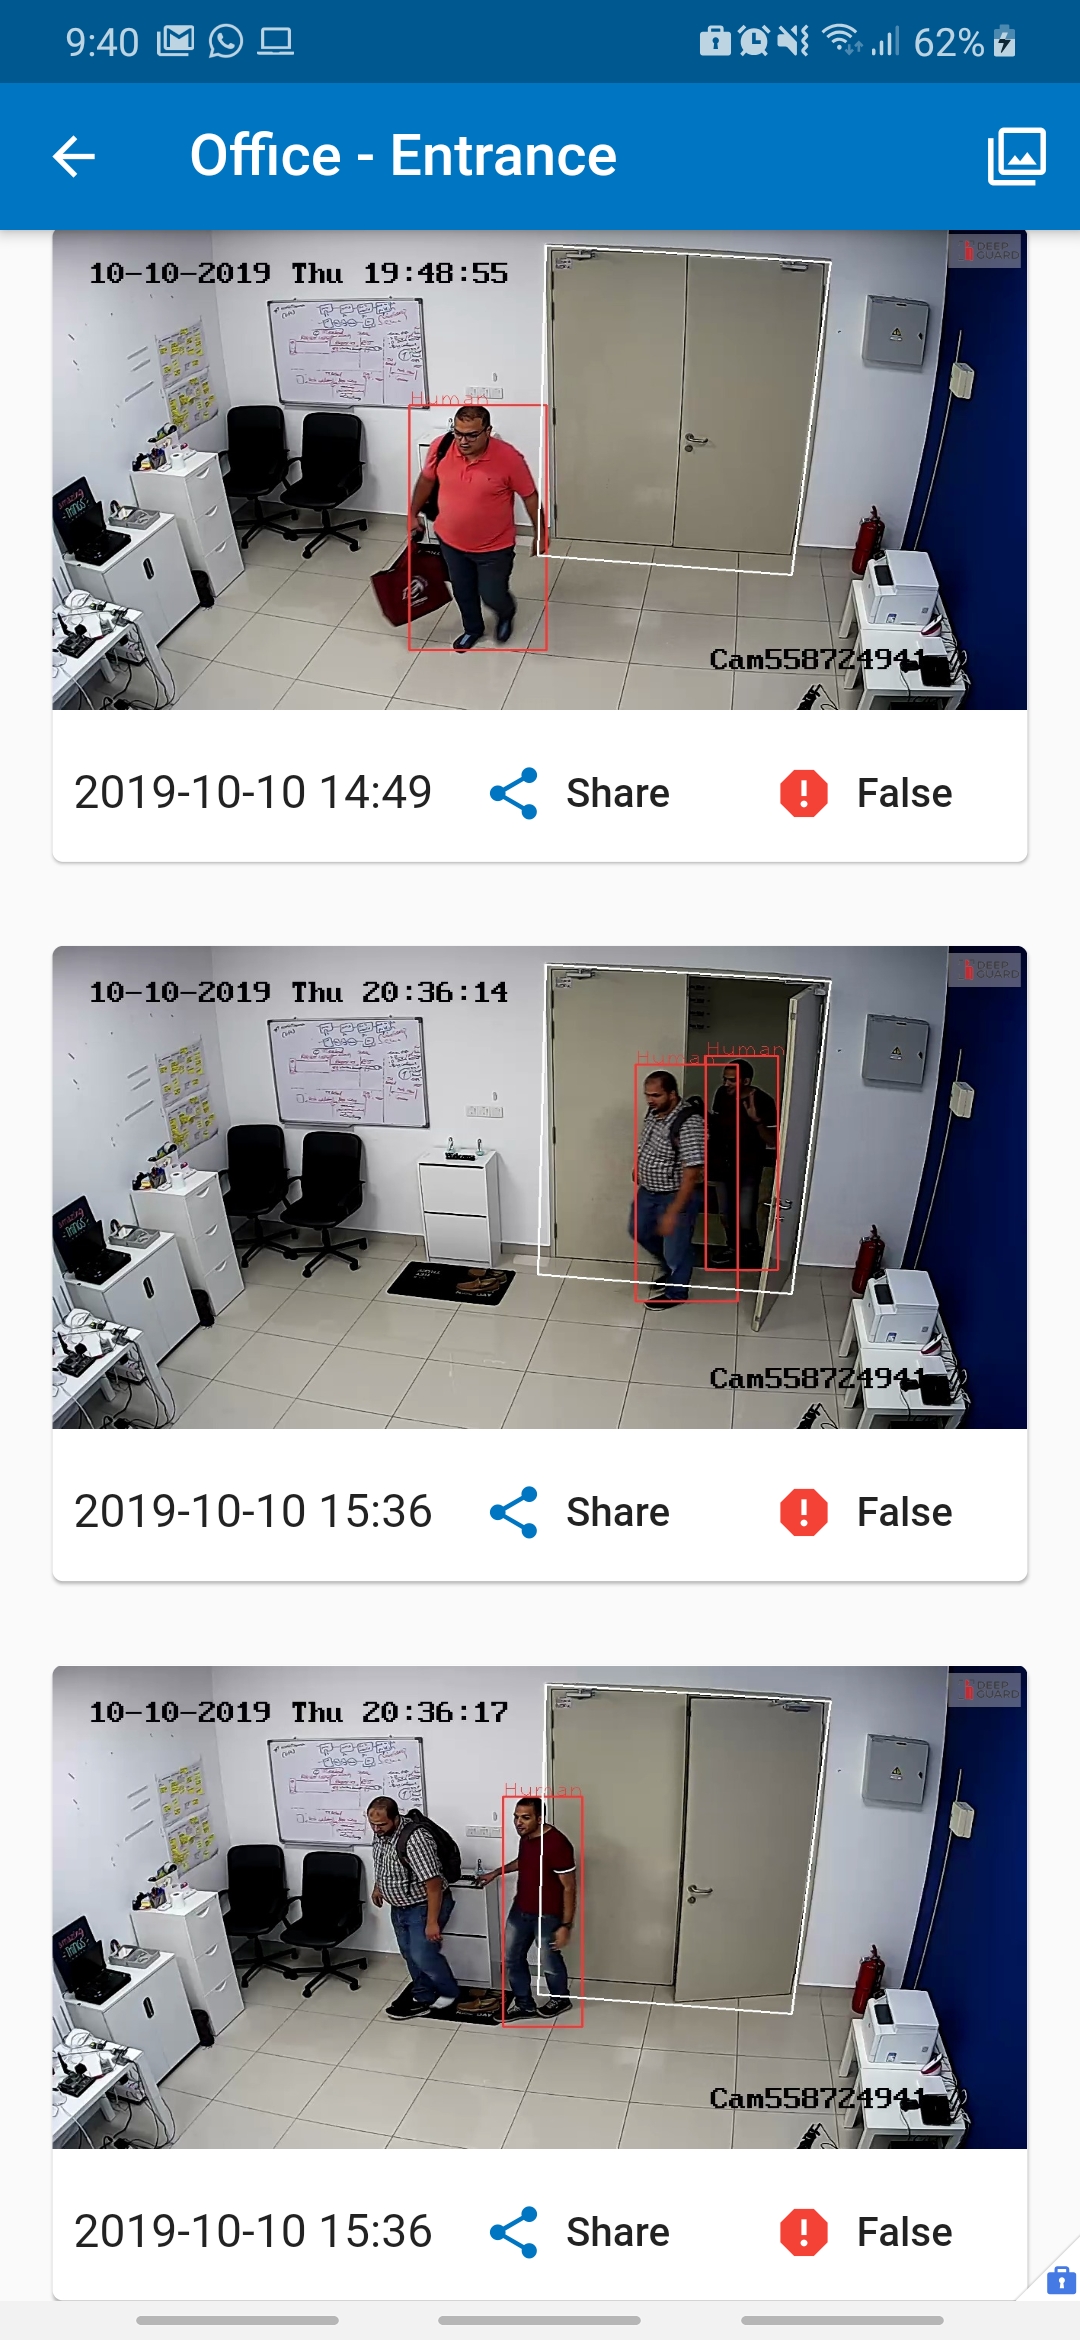 9:40
62%
Office - Entrance
10-10-2019 Thu 19:48:55
DEEP
GUARD
Human
Cam558724941
2019-10-10 14:49
Share
False
10-10-2019 Thu 20:36:14
DEEP
GUARD
Human
Human
Cam558724941
2019-10-10 15:36
Share
False
10-10-2019 Thu 20:36:17
DEEP
GUARD
Human
Cam558724941
2019-10-10 15:36
Share
False